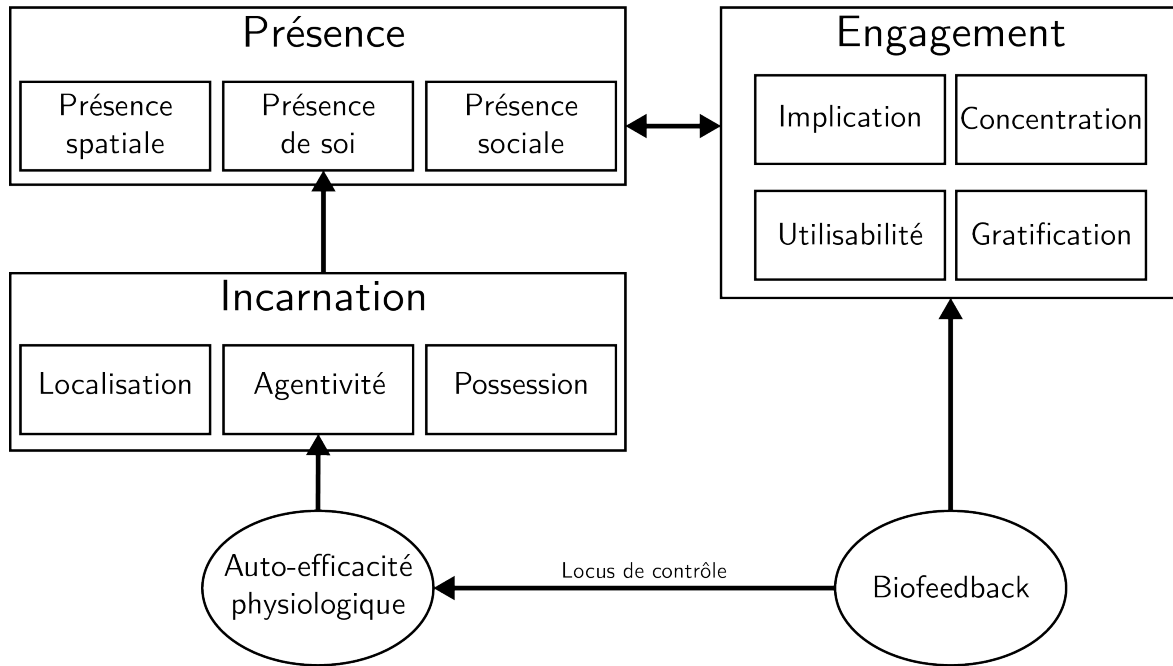 Présence
Présence
spatiale
Présence
de soi
Présence
sociale
Engagement
Implication
Concentration
Utilisabilité
Gratification
Incarnation
Localisation
Agentivité
Possession
Auto-efficacité
physiologique
Locus de contrôle
Biofeedback